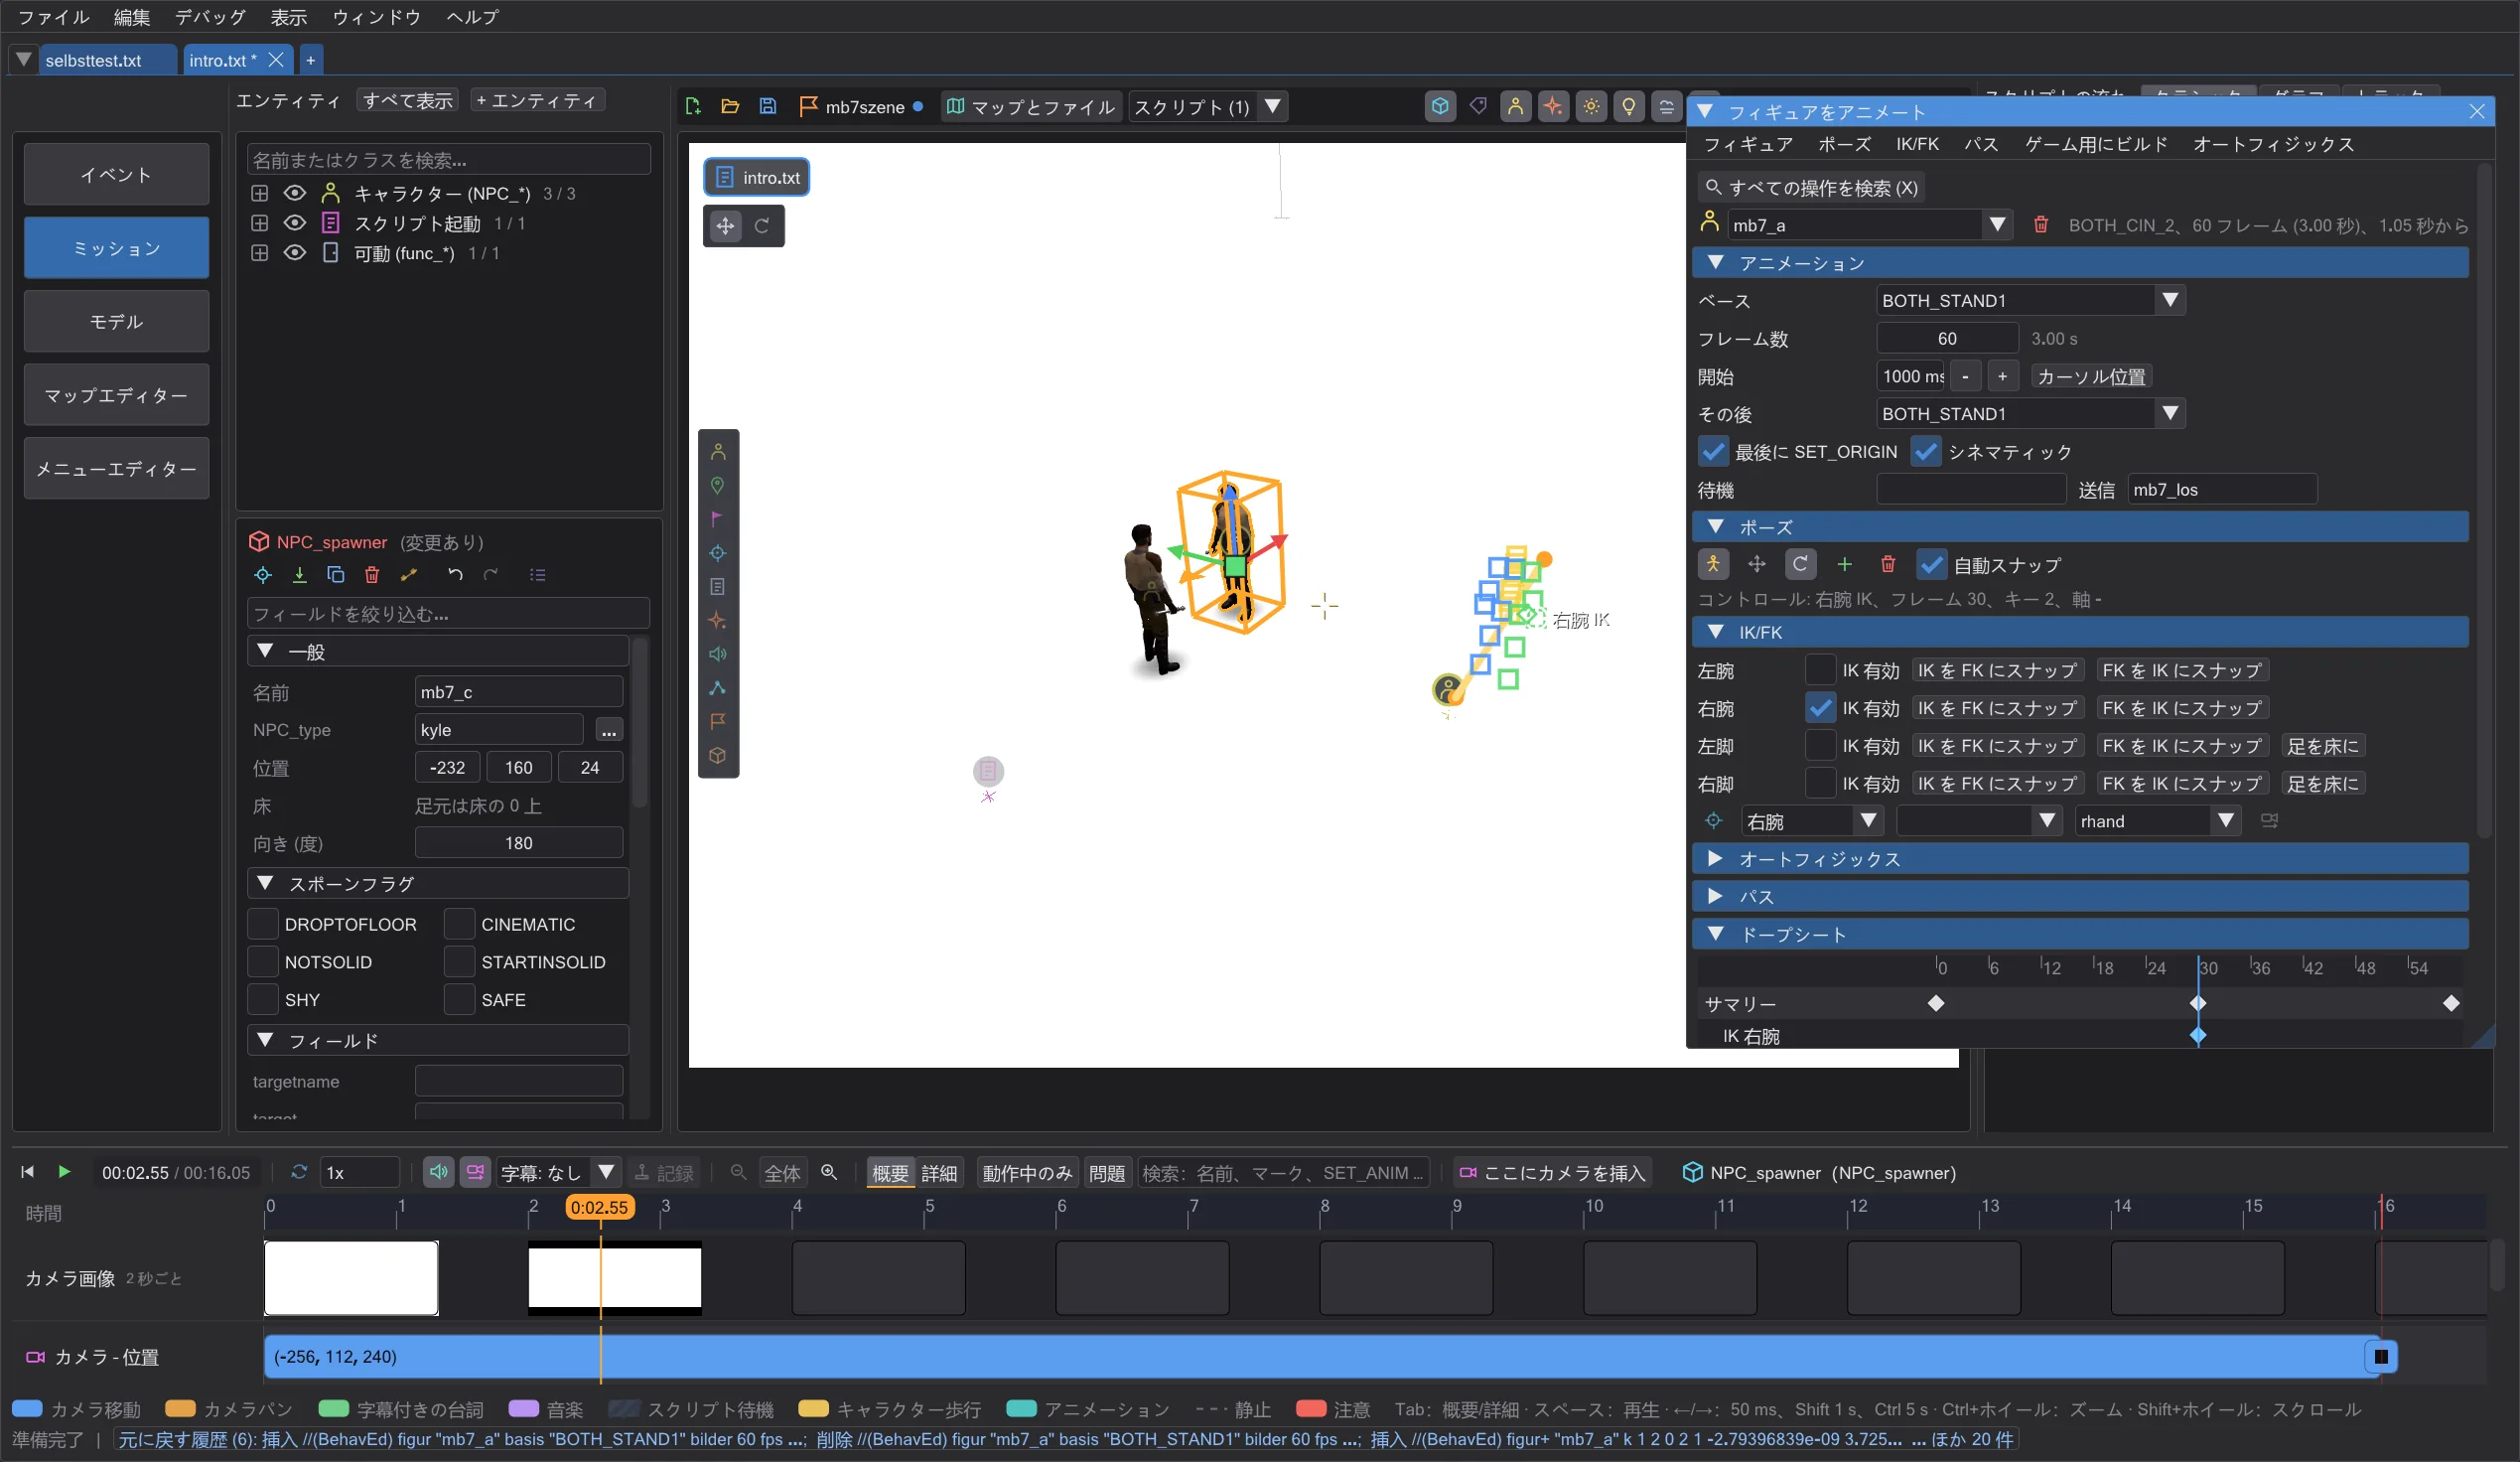 ファイル 編集 デバッグ 表示 ウィンドウ ヘルプ
selbsttest.txt intro.txt * +
エンティティ すべて表示 + エンティティ
mb7szene マップとファイル スクリプト (1)
フィギュアをアニメート
フィギュア ポーズ IK/FK パス ゲーム用にビルド オートフィジックス
イベント
ミッション
モデル
マップエディター
メニューエディター
名前またはクラスを検索...
キャラクター (NPC_*) 3 / 3
スクリプト起動 1 / 1
可動 (func_*) 1 / 1
NPC_spawner (変更あり)
フィールドを絞り込む...
一般
名前 mb7_c
NPC_type kyle ...
位置 -232 160 24
床 足元は床の 0 上
向き (度) 180
スポーンフラグ
DROPTOFLOOR CINEMATIC
NOTSOLID STARTINSOLID
SHY SAFE
フィールド
targetname
intro.txt
右腕 IK
すべての操作を検索 (X)
mb7_a BOTH_CIN_2、60 フレーム (3.00 秒)、1.05 秒から
アニメーション
ベース BOTH_STAND1
フレーム数 60 3.00 s
開始 1000 ms - + カーソル位置
その後 BOTH_STAND1
最後に SET_ORIGIN シネマティック
待機 送信 mb7_los
ポーズ
自動スナップ
コントロール: 右腕 IK、フレーム 30、キー 2、軸 -
IK/FK
左腕 IK 有効 IK を FK にスナップ FK を IK にスナップ
右腕 IK 有効 IK を FK にスナップ FK を IK にスナップ
左脚 IK 有効 IK を FK にスナップ FK を IK にスナップ 足を床に
右脚 IK 有効 IK を FK にスナップ FK を IK にスナップ 足を床に
右腕 rhand
オートフィジックス
パス
ドープシート
0 6 12 18 24 30 36 42 48 54
サマリー
IK 右腕
00:02.55 / 00:16.05 1x 字幕: なし 記録 全体 概要 詳細 動作中のみ 問題 検索: 名前、マーク、SET_ANIM ... ここにカメラを挿入 NPC_spawner (NPC_spawner)
時間 0 1 2 0:02.55 3 4 5 6 7 8 9 10 11 12 13 14 15 16
カメラ画像 2 秒ごと
カメラ - 位置 (-256, 112, 240)
カメラ移動 カメラパン 字幕付きの台詞 音楽 スクリプト待機 キャラクター歩行 アニメーション 静止 注意 Tab: 概要/詳細 · スペース: 再生 · ←/→: 50 ms、Shift 1 s、Ctrl 5 s · Ctrl+ホイール: ズーム · Shift+ホイール: スクロール
準備完了 | 元に戻す履歴 (6): 挿入 //(BehavEd) figur "mb7_a" basis "BOTH_STAND1" bilder 60 fps ...; 削除 //(BehavEd) figur "mb7_a" basis "BOTH_STAND1" bilder 60 fps ...; 挿入 //(BehavEd) figur+ "mb7_a" k 1 2 0 2 1 -2.79396839e-09 3.725... ... ほか 20 件